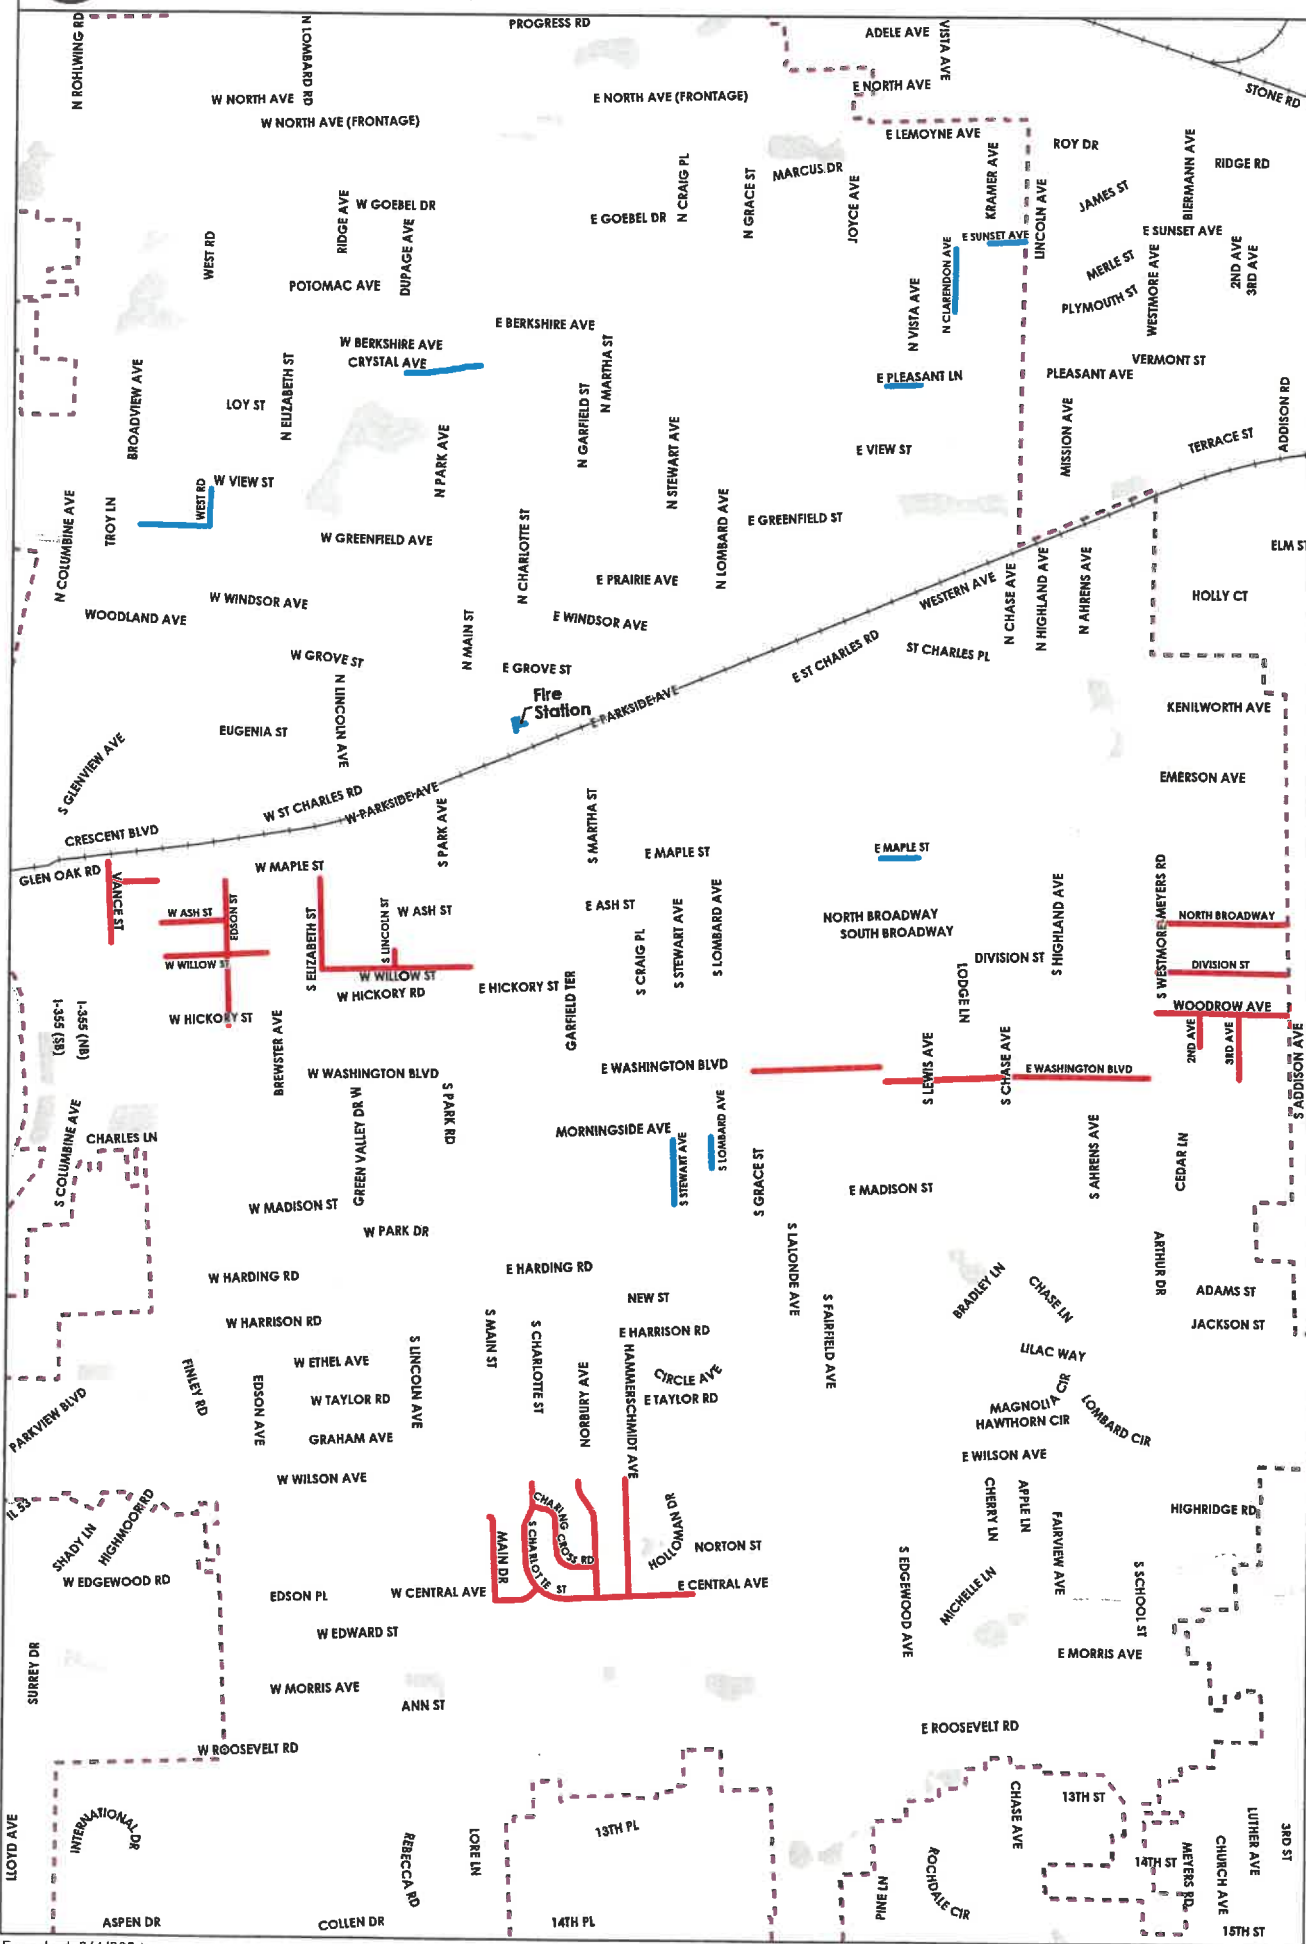 PROGRESS RD
ADELE AVE
VISTA AVE
N ROHLWING RD
N LOMBARD RD
W NORTH AVE
E NORTH AVE (FRONTAGE)
E NORTH AVE
STONE RD
W NORTH AVE (FRONTAGE)
E LEMOYNE AVE
ROY DR
BIERMANN AVE
RIDGE RD
KRAMER AVE
MARCUS DR
N CRAIG PL
N GRACE ST
JOYCE AVE
LINCOLN AVE
JAMES ST
RIDGE AVE
W GOEBEL DR
E GOEBEL DR
DUPAGE AVE
WEST RD
E SUNSET AVE
E SUNSET AVE
2ND AVE
3RD AVE
MERLE ST
WESTMORE AVE
N CLARENDON AVE
N VISTA AVE
POTOMAC AVE
PLYMOUTH ST
E BERKSHIRE AVE
W BERKSHIRE AVE
CRYSTAL AVE
N MARTHA ST
VERMONT ST
E PLEASANT LN
PLEASANT AVE
BROADVIEW AVE
N ELIZABETH ST
LOY ST
N GARFIELD ST
ADDISON RD
MISSION AVE
TERRACE ST
N PARK AVE
N STEWART AVE
E VIEW ST
W VIEW ST
WEST RD
N COLUMBINE AVE
TROY LN
N CHARLOTTE ST
N LOMBARD AVE
E GREENFIELD ST
W GREENFIELD AVE
ELM ST
E PRAIRIE AVE
WESTERN AVE
N CHASE AVE
N HIGHLAND AVE
N AHRENS AVE
HOLLY CT
W WINDSOR AVE
WOODLAND AVE
E WINDSOR AVE
N MAIN ST
E ST CHARLES RD
ST CHARLES PL
W GROVE ST
E GROVE ST
N LINCOLN AVE
Fire
Station
E PARKSIDE AVE
KENILWORTH AVE
EUGENIA ST
S GLENVIEW AVE
EMERSON AVE
W ST CHARLES RD
W PARKSIDE AVE
CRESCENT BLVD
S PARK AVE
S MARTHA ST
E MAPLE ST
E MAPLE ST
GLEN OAK RD
W MAPLE ST
VANCE ST
W ASH ST
EDSON ST
S ELIZABETH ST
S LINCOLN ST
W ASH ST
E ASH ST
S CRAIG PL
S STEWART AVE
S LOMBARD AVE
NORTH BROADWAY
SOUTH BROADWAY
S HIGHLAND AVE
S WESTMORE-MEYERS RD
NORTH BROADWAY
DIVISION ST
DIVISION ST
W WILLOW ST
W WILLOW ST
LODGE LN
W HICKORY RD
E HICKORY ST
GARFIELD TER
W HICKORY ST
WOODROW AVE
I-355 (SB)
I-355 (NB)
BREWSTER AVE
2ND AVE
3RD AVE
S ADDISON AVE
E WASHINGTON BLVD
S LEWIS AVE
S CHASE AVE
E WASHINGTON BLVD
W WASHINGTON BLVD
S PARK RD
GREEN VALLEY DR W
S COLUMBINE AVE
CHARLES LN
MORNINGSIDE AVE
S STEWART AVE
S LOMBARD AVE
S GRACE ST
S AHRENS AVE
CEDAR LN
E MADISON ST
W MADISON ST
W PARK DR
S LALONDE AVE
ARTHUR DR
E HARDING RD
W HARDING RD
BRADLEY LN
CHASE LN
ADAMS ST
NEW ST
S FAIRFIELD AVE
JACKSON ST
W HARRISON RD
E HARRISON RD
S MAIN ST
S CHARLOTTE ST
S LINCOLN AVE
LILAC WAY
W ETHEL AVE
FINLEY RD
EDSON AVE
NORBURY AVE
HAMMERSCHMIDT AVE
CIRCLE AVE
E TAYLOR RD
W TAYLOR RD
MAGNOLIA CIR
HAWTHORN CIR
LOMBARD CIR
PARKVIEW BLVD
GRAHAM AVE
E WILSON AVE
W WILSON AVE
IL 53
SHADY LN
HIGHMOOR RD
CHERRY LN
APPLE LN
FAIRVIEW AVE
HIGHRIDGE RD
CHARING CROSS RD
S CHARLOTTE ST
MAIN DR
HOLLOMAN DR
NORTON ST
S EDGEWOOD AVE
MICHELLE LN
S SCHOOL ST
W EDGEWOOD RD
EDSON PL
W CENTRAL AVE
E CENTRAL AVE
W EDWARD ST
E MORRIS AVE
SURREY DR
W MORRIS AVE
ANN ST
E ROOSEVELT RD
W ROOSEVELT RD
LLOYD AVE
INTERNATIONAL DR
REBECCA RD
LORE LN
13TH PL
CHASE AVE
13TH ST
14TH ST
MEYERS RD
CHURCH AVE
LUTHER AVE
3RD ST
PINE LN
ROCHDALE CIR
ASPEN DR
COLLEN DR
14TH PL
15TH ST